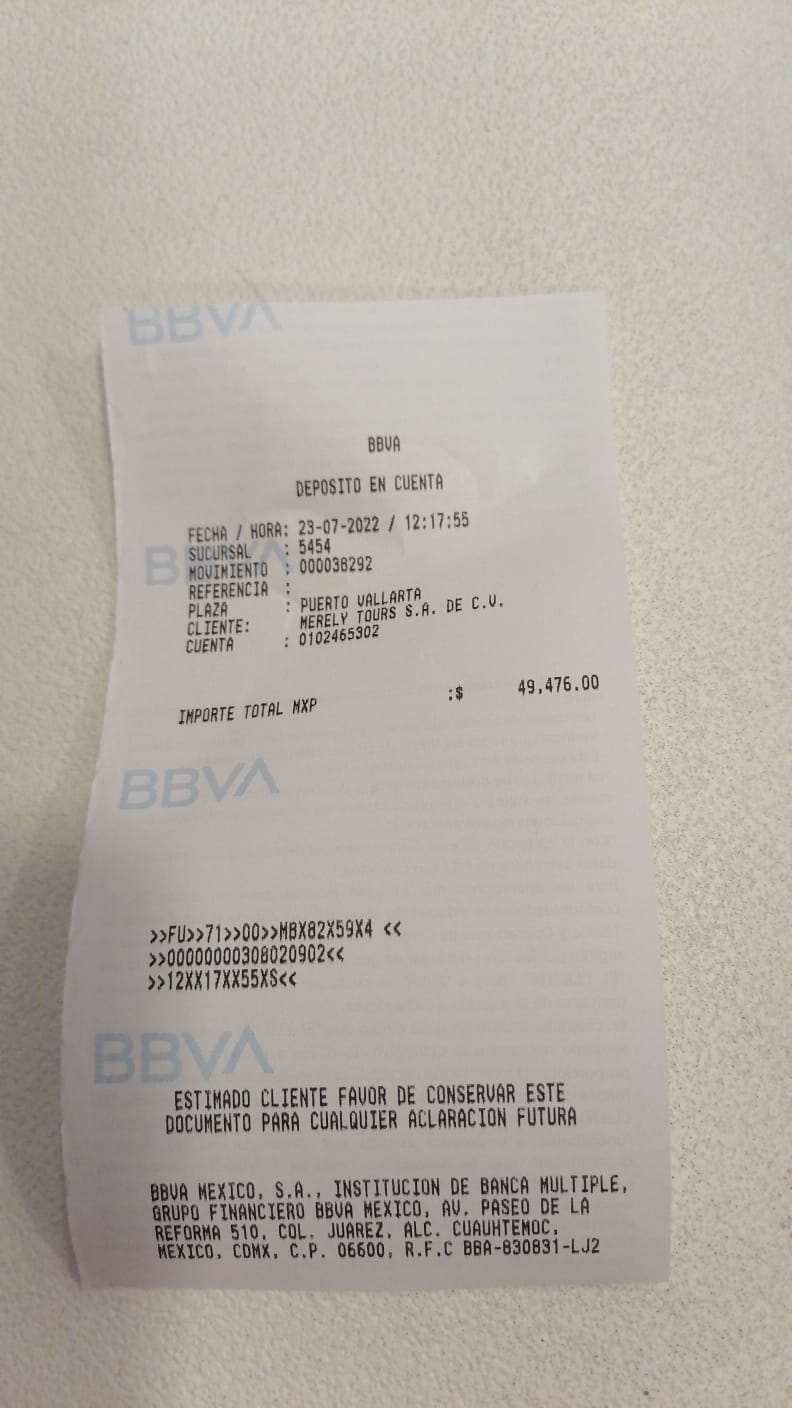 BBVA
BBVA
DEPOSITO EN CUENTA
FECHA / HORA: 23-07-2022 / 12:17:55
SUCURSAL : 5454
BBVA
MOVIMIENTO : 000038292
REFERENCIA :
PLAZA : PUERTO VALLARTA
CLIENTE: MERELY TOURS S.A. DE C.V.
CUENTA : 0102465302
IMPORTE TOTAL MXP :$ 49,476.00
BBVA
>>FU>>71>>00>>MBX82X59X4 <<
>>00000000308020902<<
>>12XX17XX55XS<<
BBVA
ESTIMADO CLIENTE FAVOR DE CONSERVAR ESTE
DOCUMENTO PARA CUALQUIER ACLARACION FUTURA
BBVA MEXICO, S.A., INSTITUCION DE BANCA MULTIPLE,
GRUPO FINANCIERO BBVA MEXICO, AV. PASEO DE LA
REFORMA 510, COL. JUAREZ, ALC. CUAUHTEMOC,
MEXICO, CDMX, C.P. 06600, R.F.C BBA-830831-LJ2